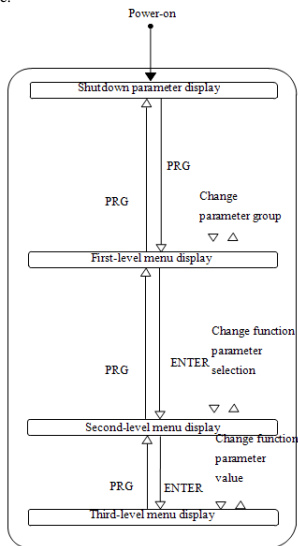 c.
Power-on
Shutdown parameter display
PRG
PRG
Change
parameter group
▽ △
First-level menu display
PRG
ENTER
Change function
parameter
selection
▽ △
Second-level menu display
PRG
ENTER
Change function
parameter
value
▽ △
Third-level menu display